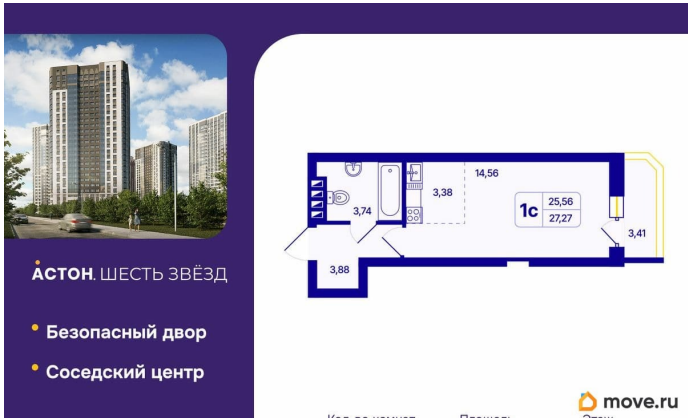 АСТОН. ШЕСТЬ ЗВЁЗД
Безопасный двор
Соседский центр
14,56
3,38
3,74
1с
25,56
27,27
3,41
3,88
move.ru